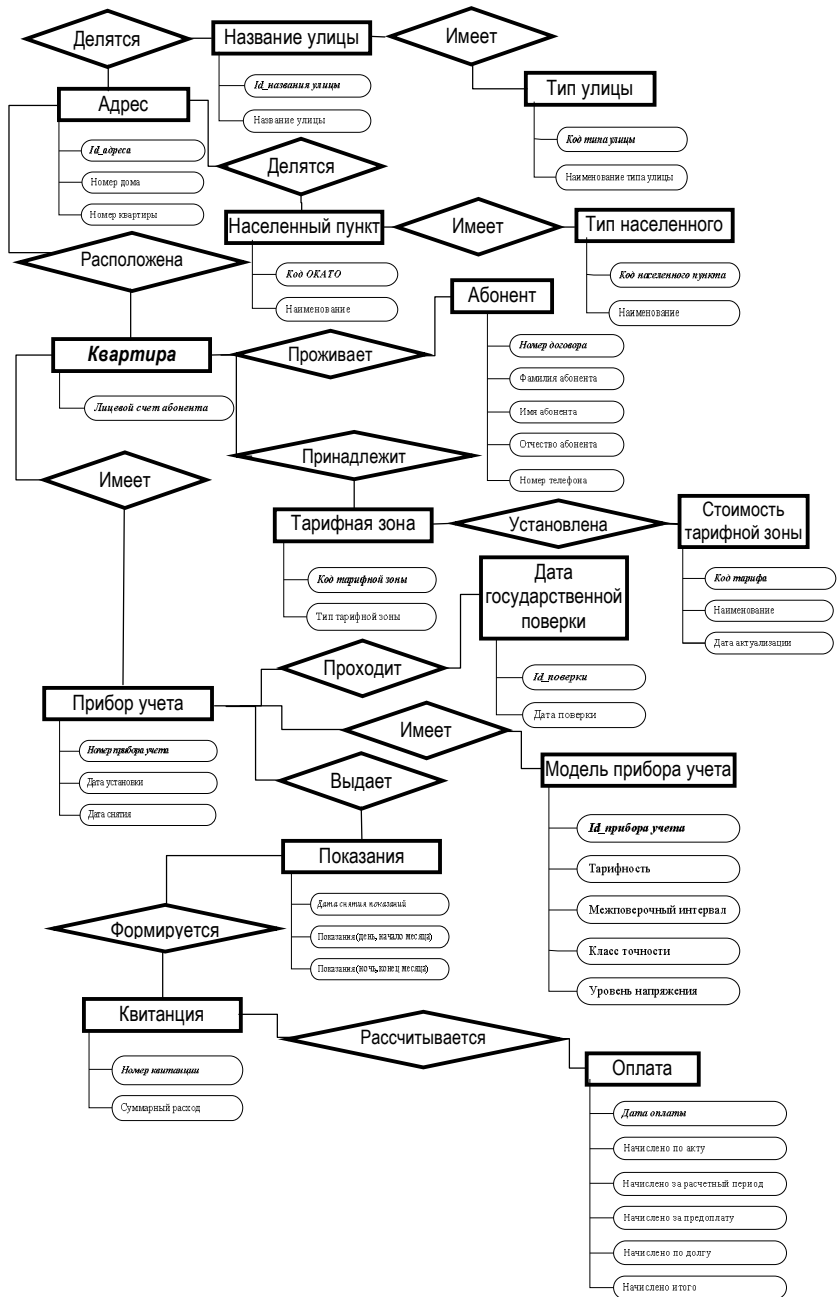 Делятся
Название улицы
Имеет
Id_названия улицы
Название улицы
Тип улицы
Код типа улицы
Наименование типа улицы
Адрес
Id_адреса
Номер дома
Номер квартиры
Делятся
Населенный пункт
Код ОКАТО
Наименование
Имеет
Тип населенного
Код населенного пункта
Наименование
Расположена
Квартира
Лицевой счет абонента
Проживает
Абонент
Номер договора
Фамилия абонента
Имя абонента
Отчество абонента
Номер телефона
Имеет
Принадлежит
Тарифная зона
Код тарифной зоны
Тип тарифной зоны
Установлена
Стоимость
тарифной зоны
Код тарифа
Наименование
Дата актуализации
Дата
государственной
поверки
Id_поверки
Дата поверки
Проходит
Прибор учета
Номер прибора учета
Дата установки
Дата снятия
Имеет
Выдает
Модель прибора учета
Id_прибора учета
Тарифность
Межповерочный интервал
Класс точности
Уровень напряжения
Показания
Дата снятия показаний
Показания(день, начало месяца)
Показания(ночь,конец месяца)
Формируется
Квитанция
Номер квитанции
Суммарный расход
Рассчитывается
Оплата
Дата оплаты
Начислено по акту
Начислено за расчетный период
Начислено за предоплату
Начислено по долгу
Начислено итого